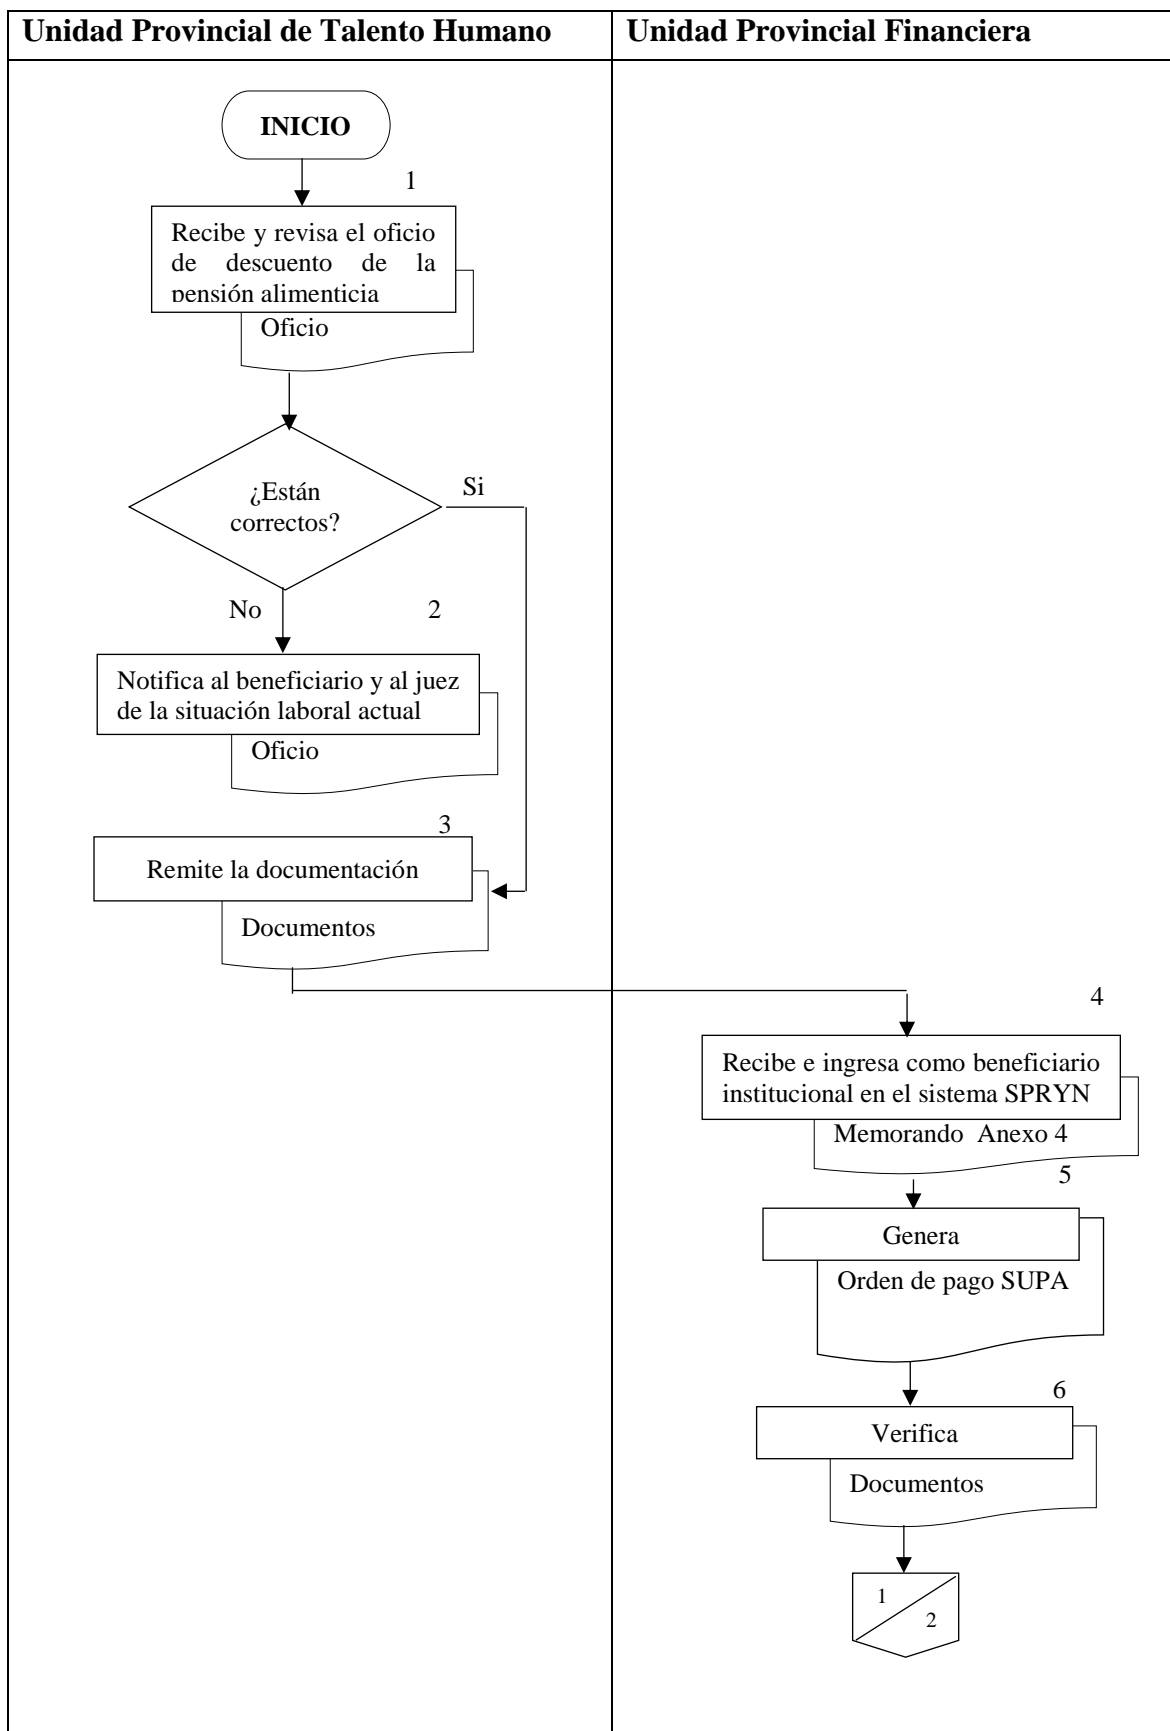 Unidad Provincial de Talento Humano
Unidad Provincial Financiera
INICIO
1
Recibe y revisa el oficio
de descuento de la
pensión alimenticia
Oficio
¿Están
correctos?
Si
No
2
Notifica al beneficiario y al juez
de la situación laboral actual
Oficio
3
Remite la documentación
Documentos
4
Recibe e ingresa como beneficiario
institucional en el sistema SPRYN
Memorando Anexo 4
5
Genera
Orden de pago SUPA
6
Verifica
Documentos
1
2